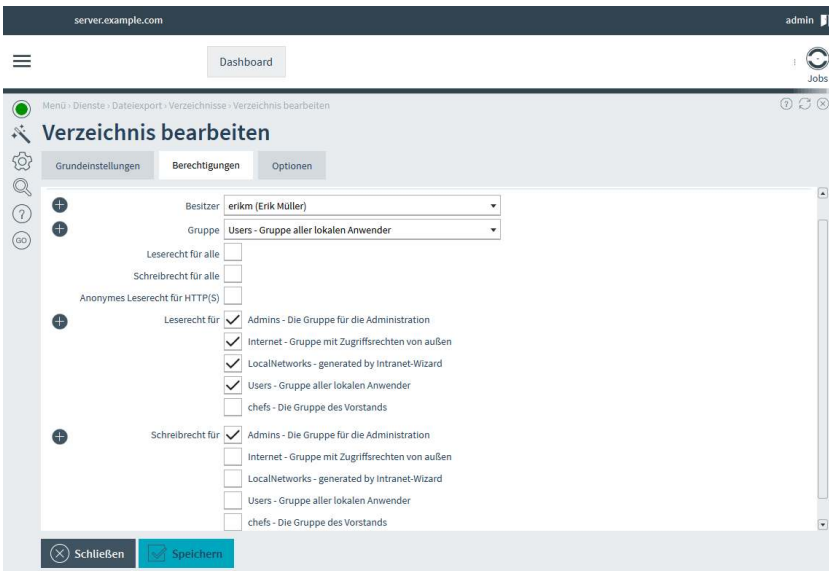 server.example.com
admin
Dashboard
Jobs
Menü › Dienste › Dateiexport › Verzeichnisse › Verzeichnis bearbeiten
Verzeichnis bearbeiten
Grundeinstellungen
Berechtigungen
Optionen
GO
Besitzer erikm (Erik Müller)
Gruppe Users - Gruppe aller lokalen Anwender
Leserecht für alle
Schreibrecht für alle
Anonymes Leserecht für HTTP(S)
Leserecht für Admins - Die Gruppe für die Administration
Internet - Gruppe mit Zugriffsrechten von außen
LocalNetworks - generated by Intranet-Wizard
Users - Gruppe aller lokalen Anwender
chefs - Die Gruppe des Vorstands
Schreibrecht für Admins - Die Gruppe für die Administration
Internet - Gruppe mit Zugriffsrechten von außen
LocalNetworks - generated by Intranet-Wizard
Users - Gruppe aller lokalen Anwender
chefs - Die Gruppe des Vorstands
Schließen
Speichern